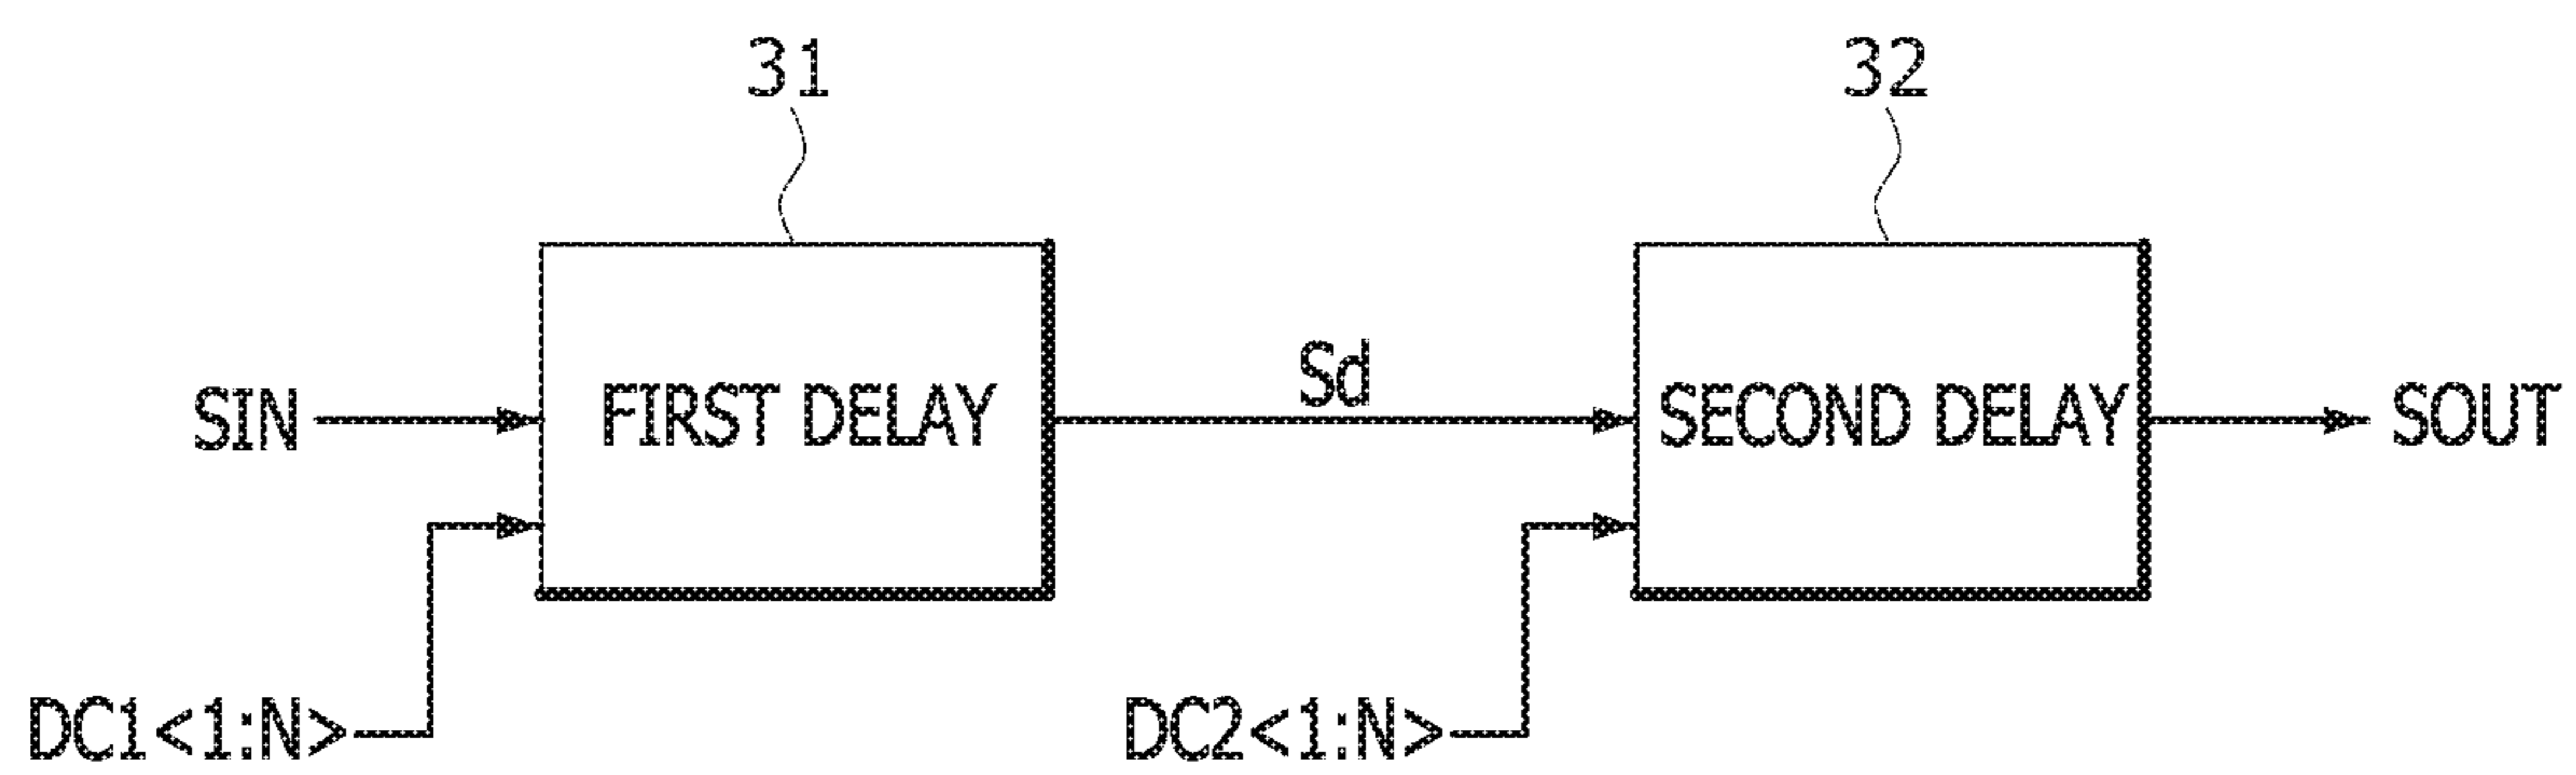 31
32
SIN
FIRST DELAY
Sd
SECOND DELAY
SOUT
DC1<1:N>
DC2<1:N>